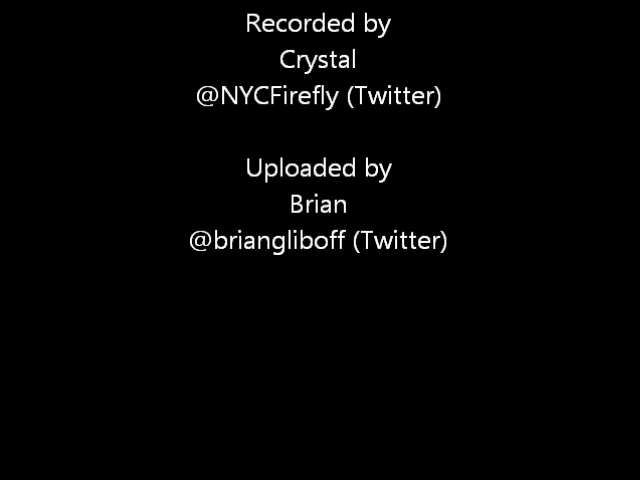 Recorded by
Crystal
@NYCFirefly (Twitter)
Uploaded by
Brian
@briangliboff (Twitter)